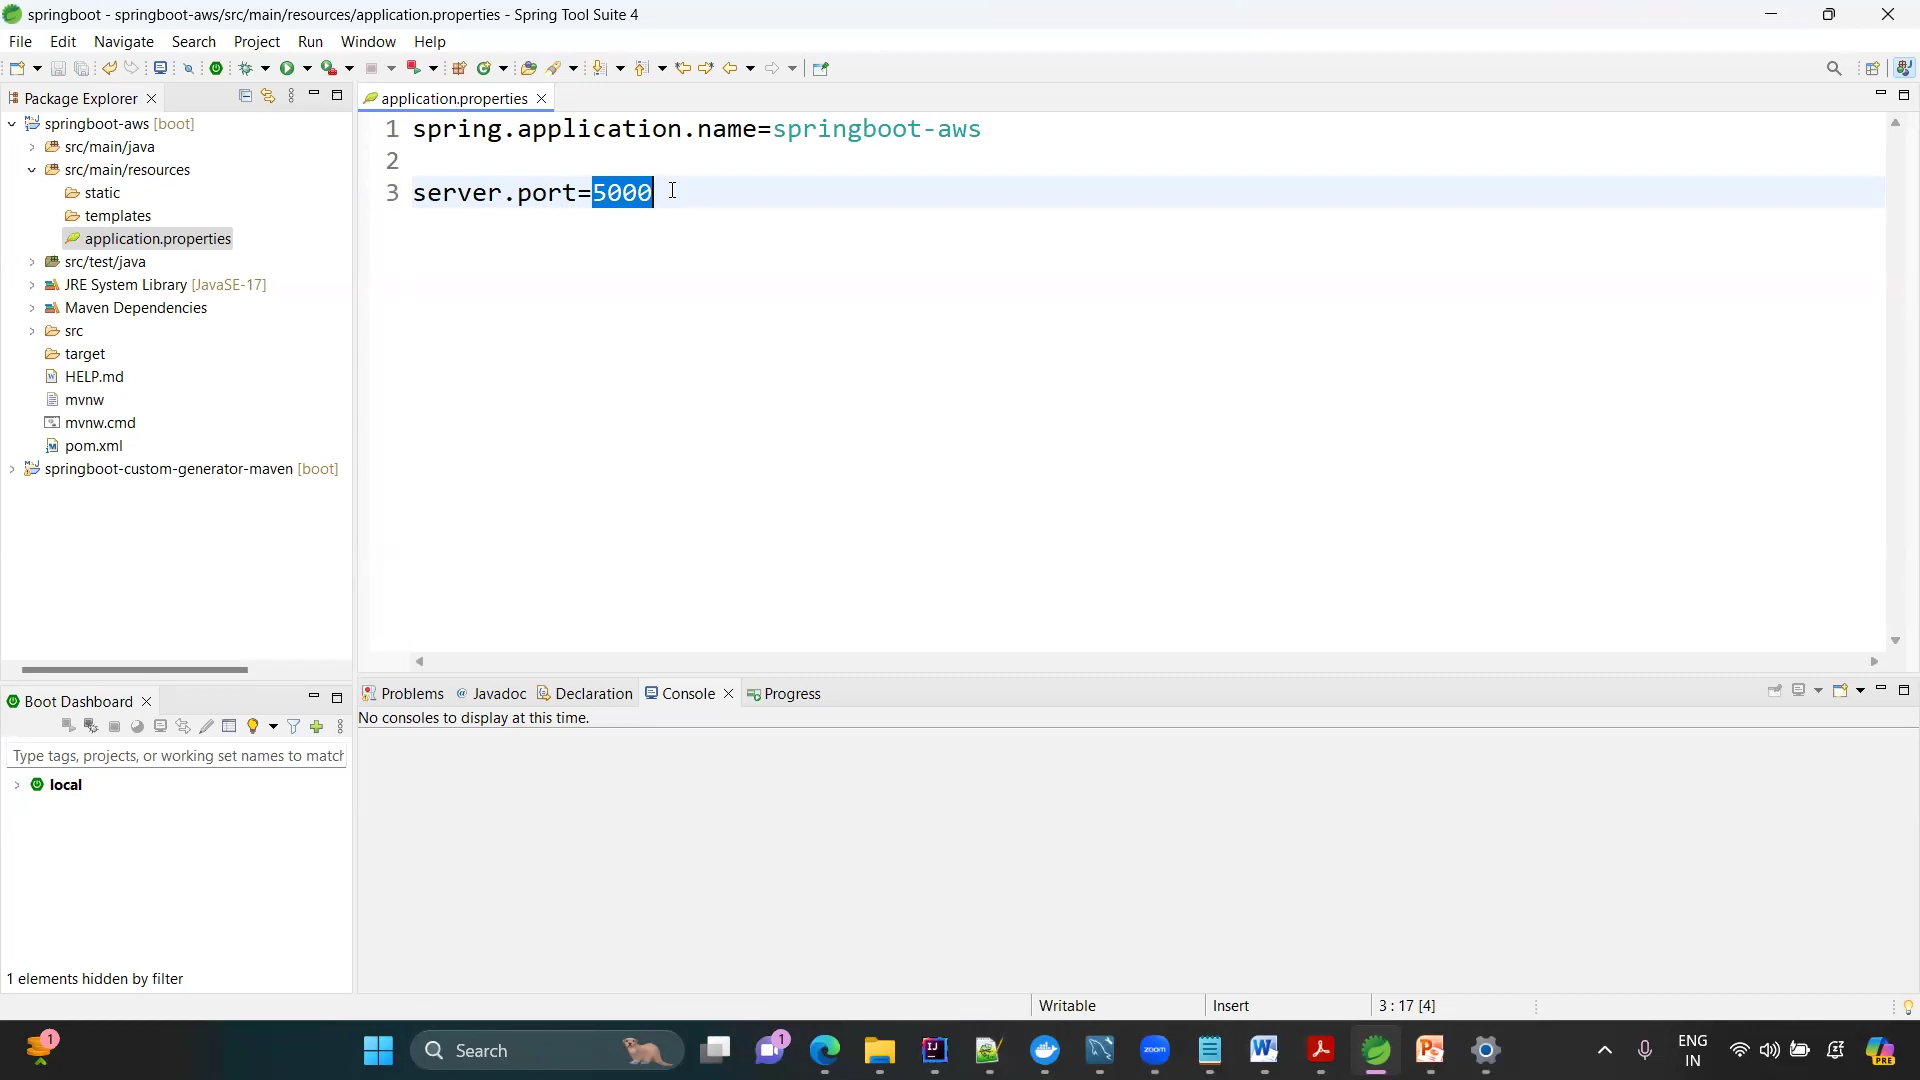 springboot - springboot-aws/src/main/resources/application.properties - Spring Tool Suite 4
File Edit Navigate Search Project Run Window Help
Package Explorer
application.properties
springboot-aws [boot]
src/main/java
src/main/resources
static
templates
application.properties
src/test/java
JRE System Library [JavaSE-17]
Maven Dependencies
src
target
HELP.md
mvnw
mvnw.cmd
pom.xml
springboot-custom-generator-maven [boot]
1 spring.application.name=springboot-aws
2
3 server.port=5000
Boot Dashboard
Type tags, projects, or working set names to match
local
1 elements hidden by filter
Problems Javadoc Declaration Console Progress
No consoles to display at this time.
Writable Insert 3 : 17 [4]
1
Search
1
zoom
ENG
IN
PRE